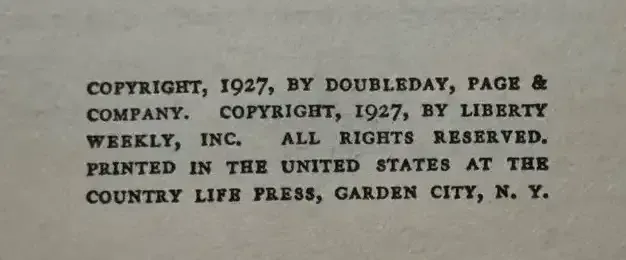 COPYRIGHT, 1927, BY DOUBLEDAY, PAGE &
COMPANY. COPYRIGHT, 1927, BY LIBERTY
WEEKLY, INC. ALL RIGHTS RESERVED.
PRINTED IN THE UNITED STATES AT THE
COUNTRY LIFE PRESS, GARDEN CITY, N. Y.